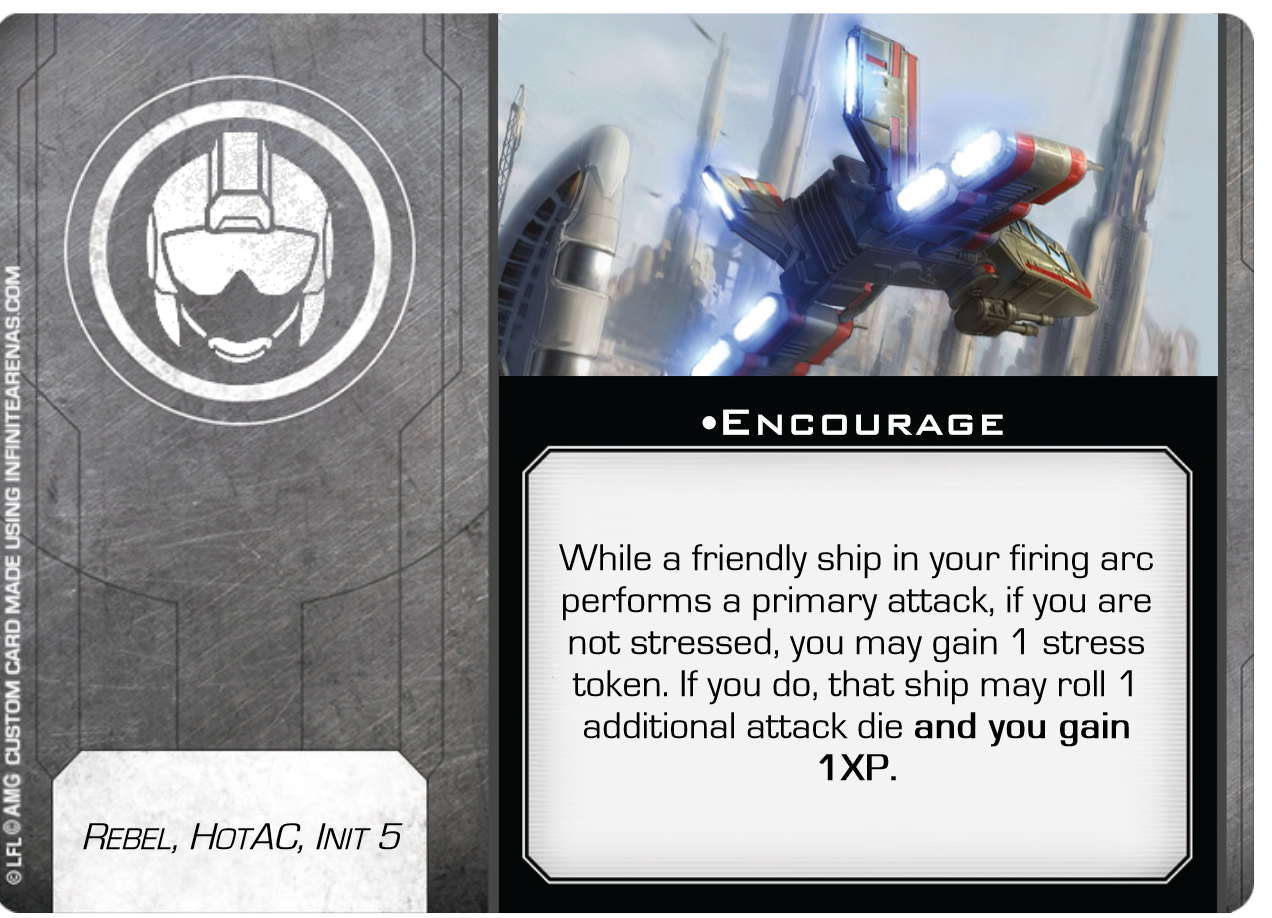 •Encourage
While a friendly ship in your firing arc
performs a primary attack, if you are
not stressed, you may gain 1 stress
token. If you do, that ship may roll 1
additional attack die and you gain
1XP.
Rebel, HotAC, Init 5
©LFL ©AMG CUSTOM CARD MADE USING INFINITEARENAS.COM